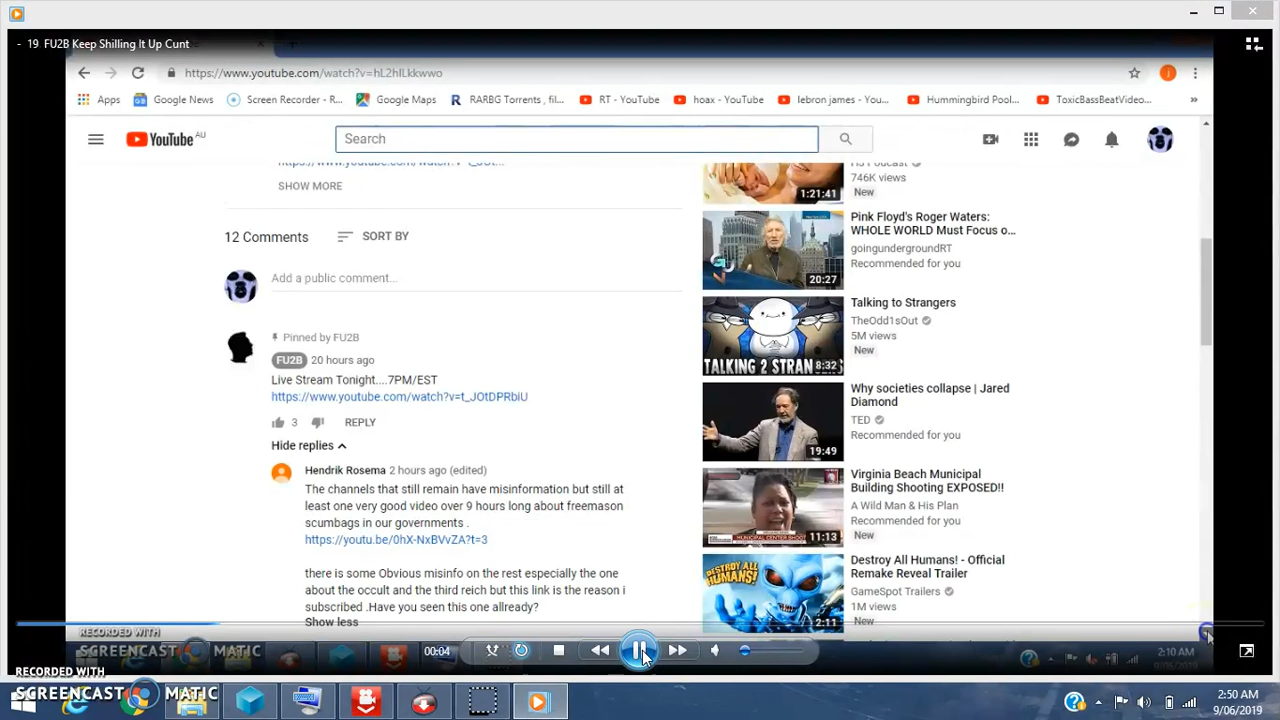 - 19 FU2B Keep Shilling It Up Cunt
https://www.youtube.com/watch?v=hL2hILkkwwo
Apps Google News Screen Recorder - R... Google Maps RARBG Torrents , fil... RT - YouTube hoax - YouTube lebron james - You... Hummingbird Pool... ToxicBassBeatVideo... »
YouTube AU
Search
SHOW MORE
12 Comments SORT BY
Add a public comment...
Pinned by FU2B
FU2B 20 hours ago
Live Stream Tonight....7PM/EST
https://www.youtube.com/watch?v=t_JOtDPRbiU
3 REPLY
Hide replies
Hendrik Rosema 2 hours ago (edited)
The channels that still remain have misinformation but still at
least one very good video over 9 hours long about freemason
scumbags in our governments .
https://youtu.be/0hX-NxBVvZA?t=3
there is some Obvious misinfo on the rest especially the one
about the occult and the third reich but this link is the reason i
subscribed .Have you seen this one allready?
Show less
1:21:41
746K views
New
20:27
Pink Floyd's Roger Waters:
WHOLE WORLD Must Focus o...
goingundergroundRT
Recommended for you
TALKING 2 STRAN
8:32
Talking to Strangers
TheOdd1sOut
5M views
New
19:49
Why societies collapse | Jared
Diamond
TED
Recommended for you
11:13
Virginia Beach Municipal
Building Shooting EXPOSED!!
A Wild Man & His Plan
Recommended for you
New
DESTROY ALL HUMANS!
2:11
Destroy All Humans! - Official
Remake Reveal Trailer
GameSpot Trailers
1M views
New
RECORDED WITH
SCREENCAST MATIC
00:04
2:10 AM
9/06/2019
RECORDED WITH
SCREENCAST MATIC
2:50 AM
9/06/2019